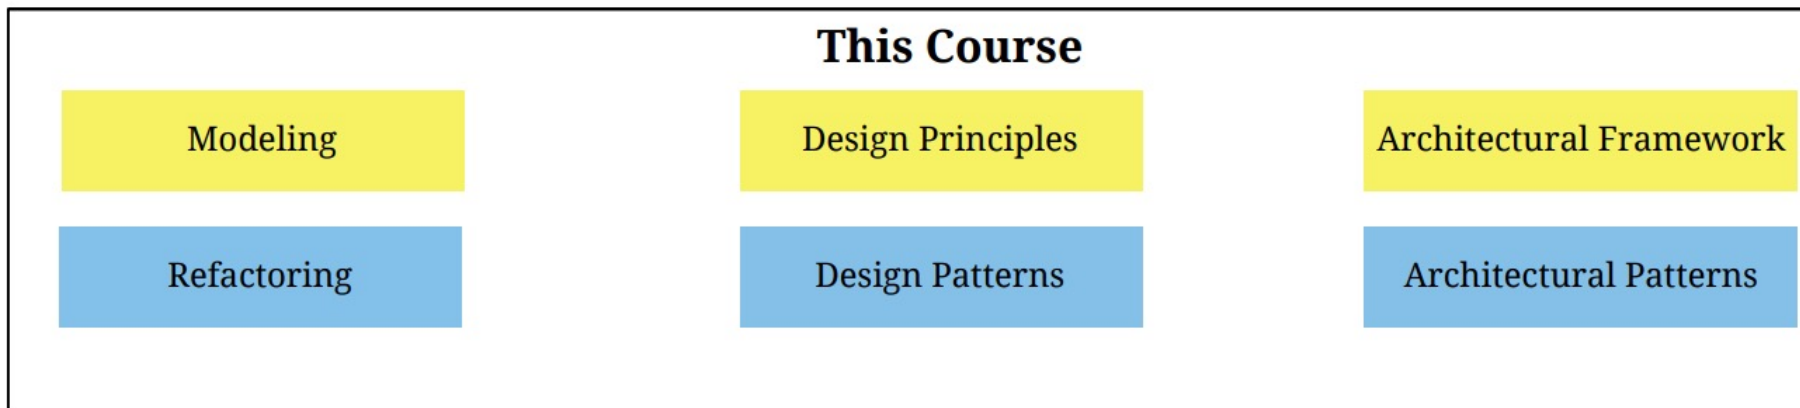 This Course
Modeling
Design Principles
Architectural Framework
Refactoring
Design Patterns
Architectural Patterns